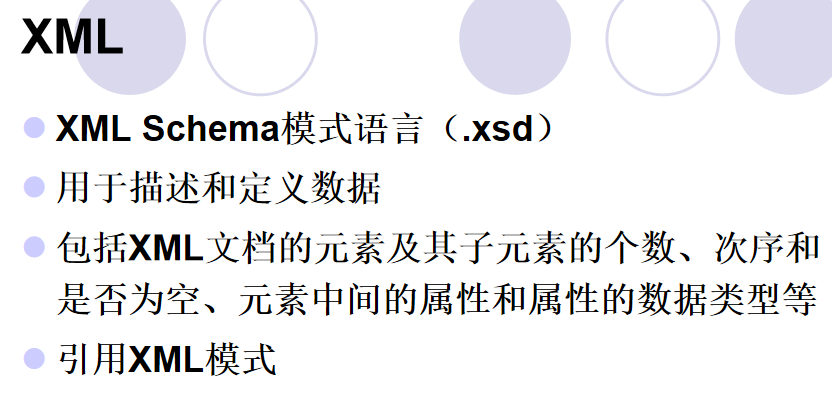 XML
XML Schema模式语言（.xsd）
用于描述和定义数据
包括XML文档的元素及其子元素的个数、次序和
是否为空、元素中间的属性和属性的数据类型等
引用XML模式